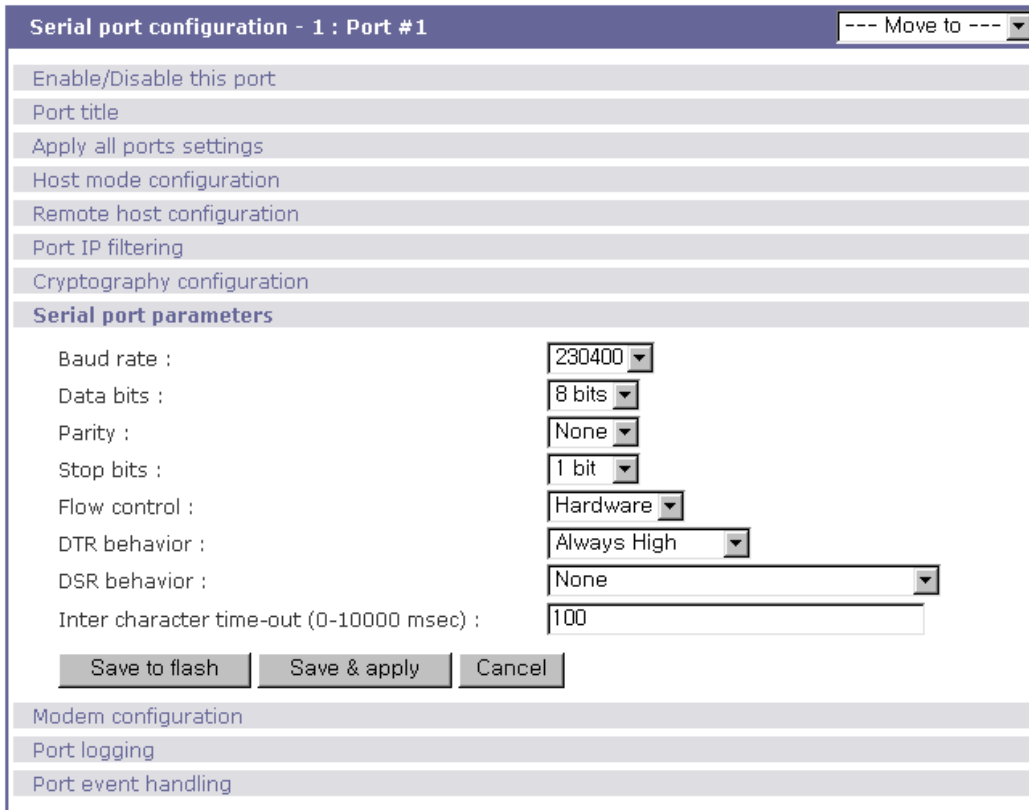 Serial port configuration - 1 : Port #1 --- Move to ---
Enable/Disable this port
Port title
Apply all ports settings
Host mode configuration
Remote host configuration
Port IP filtering
Cryptography configuration
Serial port parameters
Baud rate : 230400
Data bits : 8 bits
Parity : None
Stop bits : 1 bit
Flow control : Hardware
DTR behavior : Always High
DSR behavior : None
Inter character time-out (0-10000 msec) : 100
Save to flash Save & apply Cancel
Modem configuration
Port logging
Port event handling